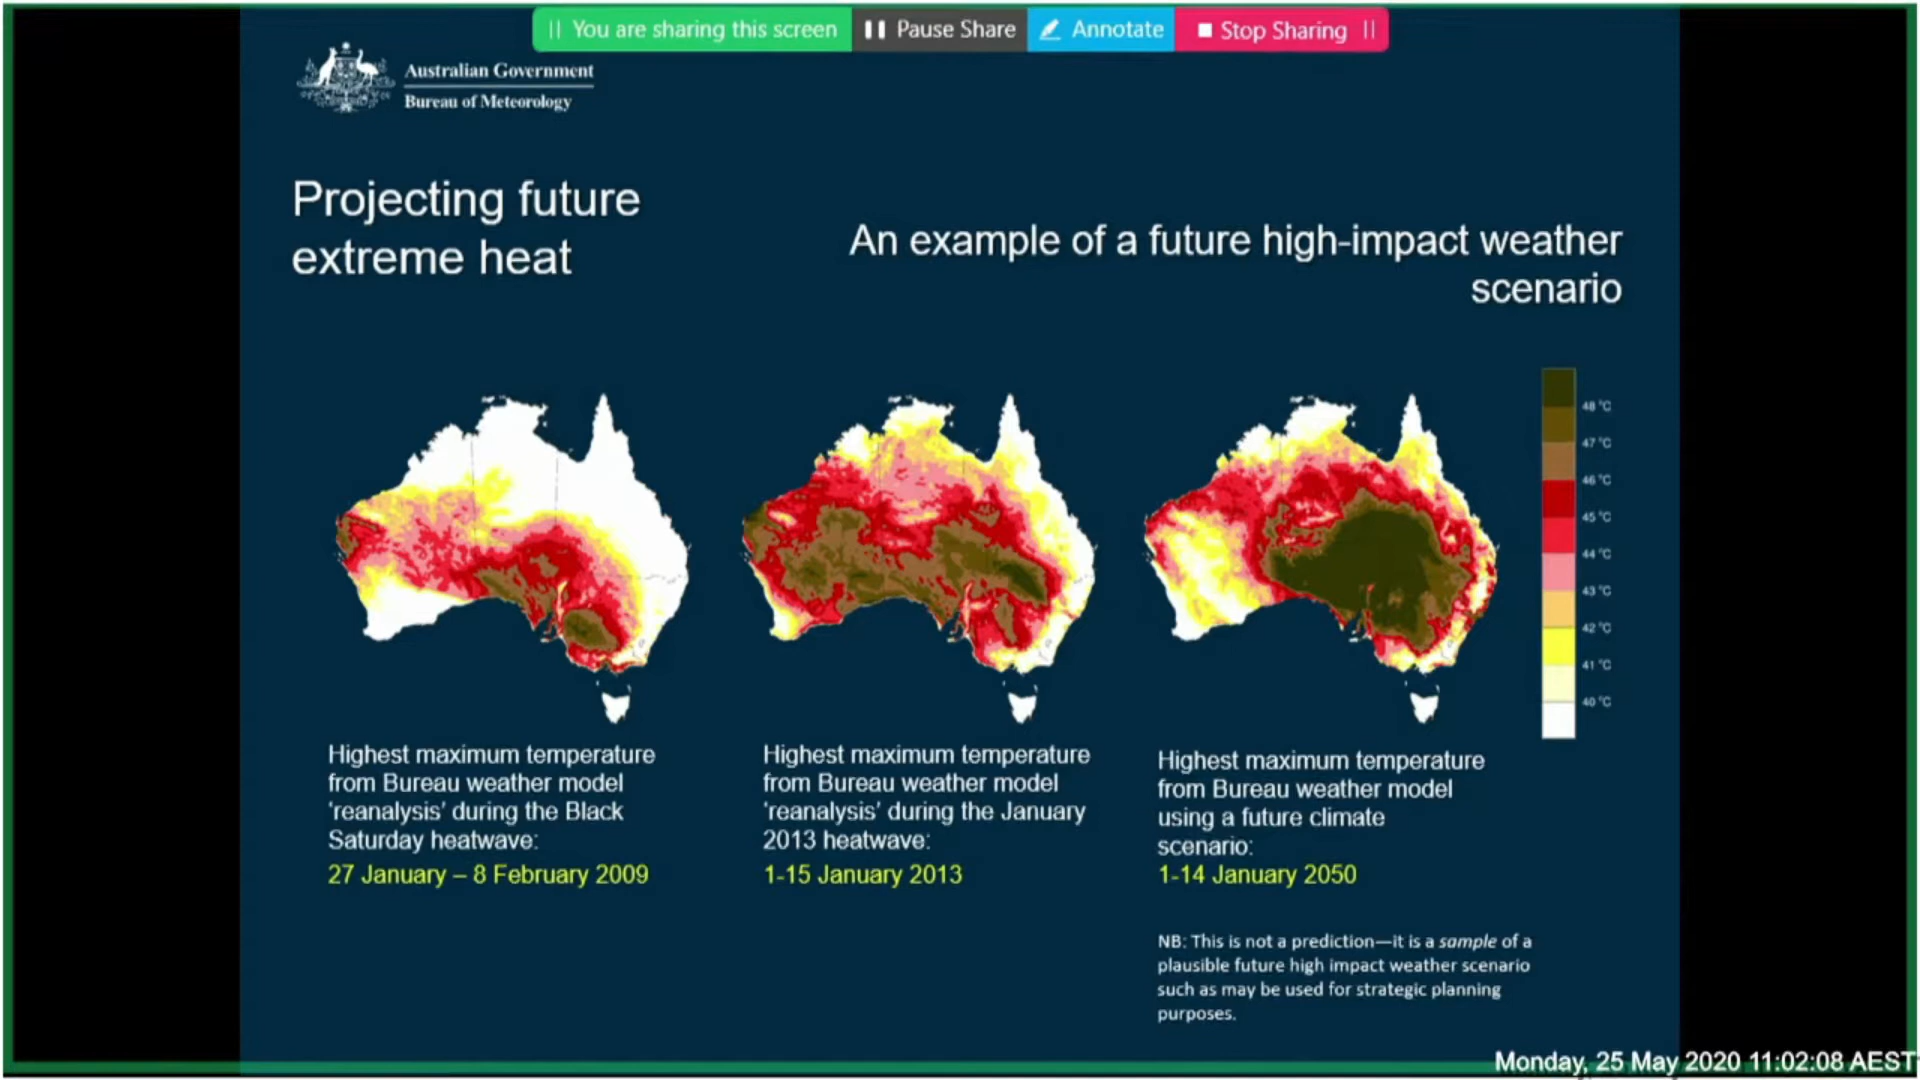 You are sharing this screen
Pause Share
Annotate
Stop Sharing
Australian Government
Bureau of Meteorology
Projecting future
extreme heat
An example of a future high-impact weather
scenario
48 °C
47 °C
46 °C
45 °C
44 °C
43 °C
42 °C
41 °C
40 °C
Highest maximum temperature
from Bureau weather model
‘reanalysis’ during the Black
Saturday heatwave:
27 January – 8 February 2009
Highest maximum temperature
from Bureau weather model
‘reanalysis’ during the January
2013 heatwave:
1-15 January 2013
Highest maximum temperature
from Bureau weather model
using a future climate
scenario:
1-14 January 2050
NB: This is not a prediction—it is a sample of a
plausible future high impact weather scenario
such as may be used for strategic planning
purposes.
Monday, 25 May 2020 11:02:08 AEST